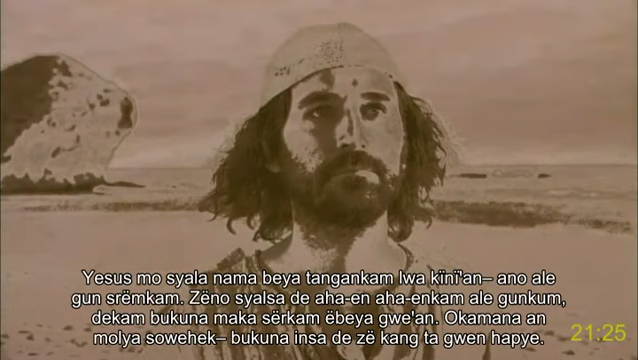 Yesus mo syala nama beya tangankam lwa kïnï'an– ano ale
gun srëmkam. Zëno syalsa de aha-en aha-enkam ale gunkum,
dekam bukuna maka sërkam ëbeya gwe'an. Okamana an
molya sowehek– bukuna insa de zë kang ta gwen hapye.
21:25